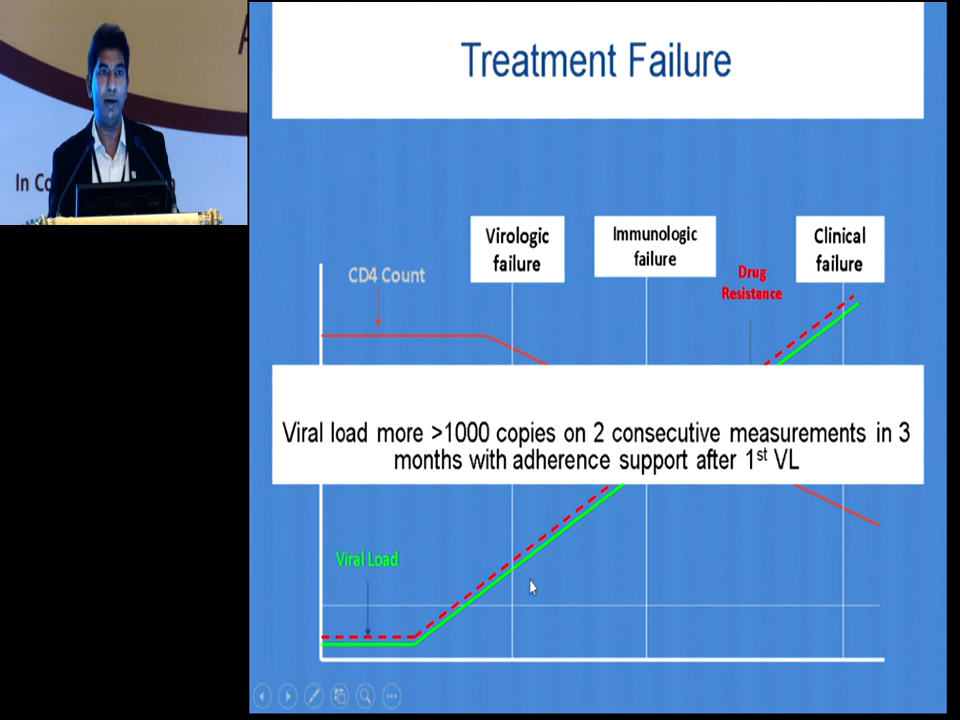 In Co
Treatment Failure
Virologic
failure
Immunologic
failure
Clinical
failure
CD4 Count
Drug
Resistance
Viral load more >1000 copies on 2 consecutive measurements in 3
months with adherence support after 1st VL
Viral Load